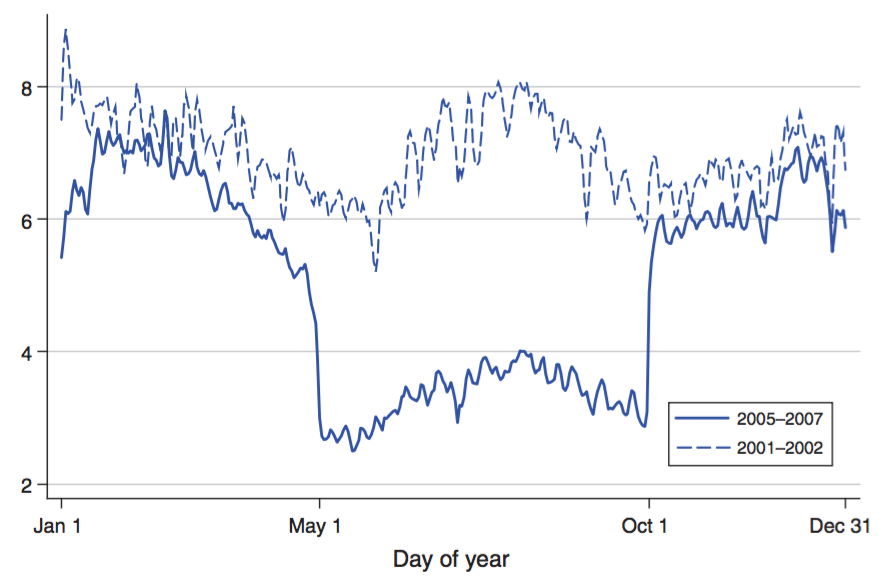 8
6
4
2
Jan 1
May 1
Oct 1
Dec 31
Day of year
2005–2007
2001–2002